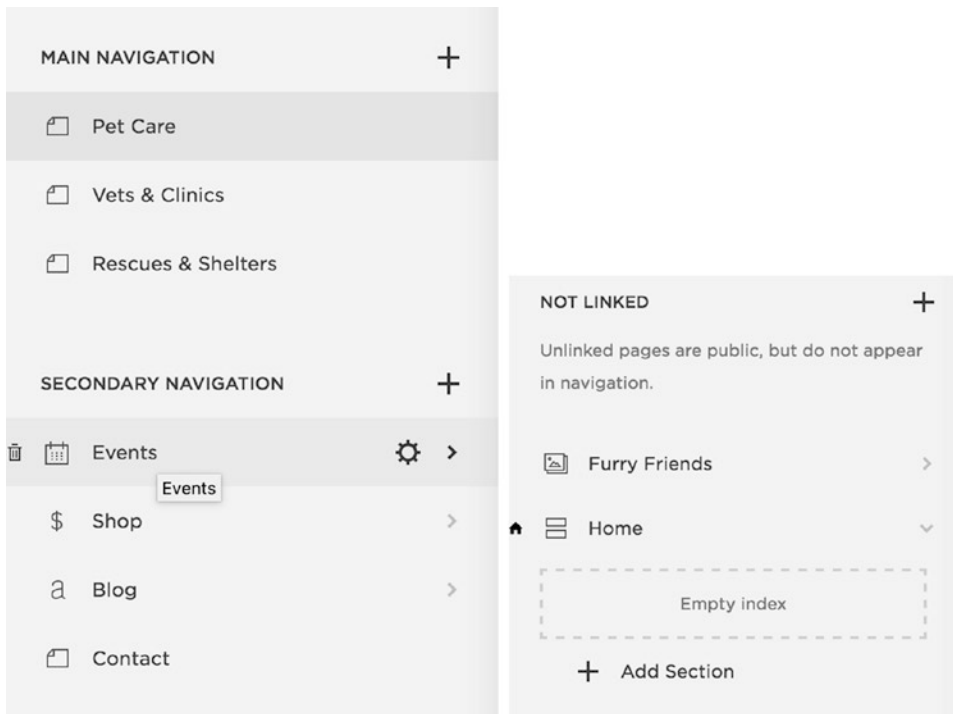 MAIN NAVIGATION
Pet Care
Vets & Clinics
Rescues & Shelters
SECONDARY NAVIGATION
Events
Events
$ Shop
a Blog
Contact
NOT LINKED
Unlinked pages are public, but do not appear
in navigation.
Furry Friends
Home
Empty index
Add Section